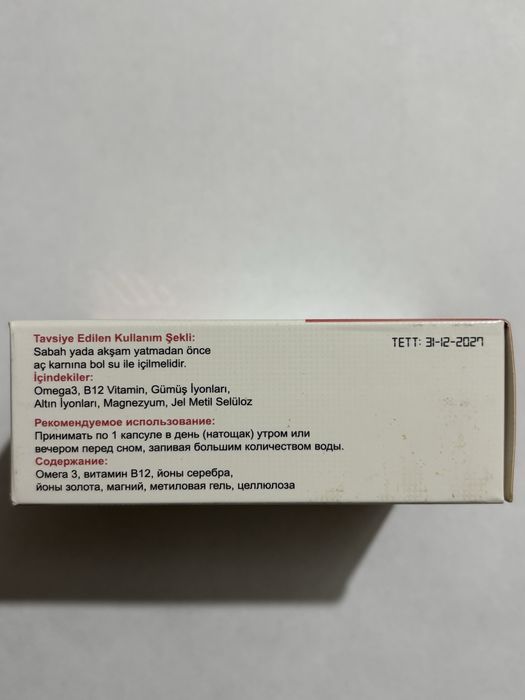 Tavsiye Edilen Kullanım Şekli:
Sabah yada akşam yatmadan önce
aç karnına bol su ile içilmelidir.
İçindekiler:
Omega3, B12 Vitamin, Gümüş İyonları,
Altın İyonları, Magnezyum, Jel Metil Selüloz
Рекомендуемое использование:
Принимать по 1 капсуле в день (натощак) утром или
вечером перед сном, запивая большим количеством воды.
Содержание:
Омега 3, витамин B12, йоны серебра,
йоны золота, магний, метиловая гель, целлюлоза
TETT: 31-12-2027